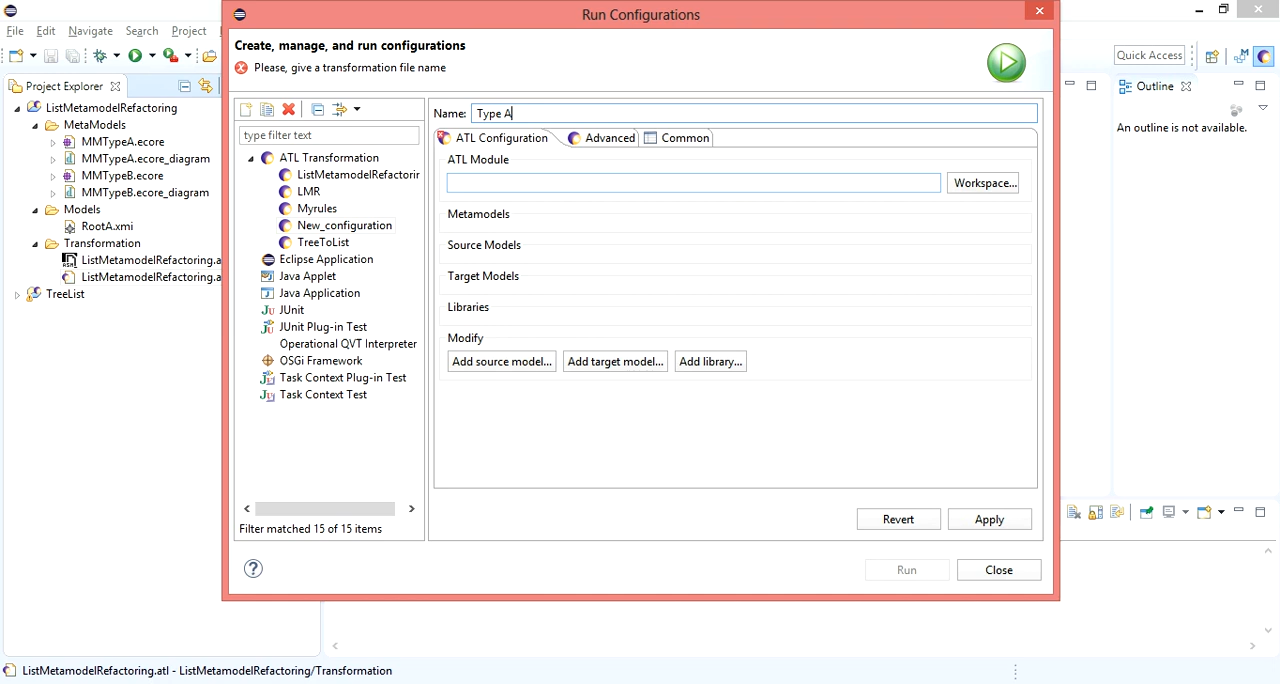 Run Configurations
File Edit Navigate Search Project
Create, manage, and run configurations
Please, give a transformation file name
Quick Access
Project Explorer
ListMetamodelRefactoring
MetaModels
MMTypeA.ecore
MMTypeA.ecore_diagram
MMTypeB.ecore
MMTypeB.ecore_diagram
Models
RootA.xmi
Transformation
ListMetamodelRefactoring.a
ListMetamodelRefactoring.a
TreeList
type filter text
ATL Transformation
ListMetamodelRefactorin
LMR
Myrules
New_configuration
TreeToList
Eclipse Application
Java Applet
Java Application
JUnit
JUnit Plug-in Test
Operational QVT Interpreter
OSGi Framework
Task Context Plug-in Test
Task Context Test
Filter matched 15 of 15 items
Name: Type A
ATL Configuration Advanced Common
ATL Module
Workspace...
Metamodels
Source Models
Target Models
Libraries
Modify
Add source model... Add target model... Add library...
Revert Apply
Run Close
Outline
An outline is not available.
ListMetamodelRefactoring.atl - ListMetamodelRefactoring/Transformation